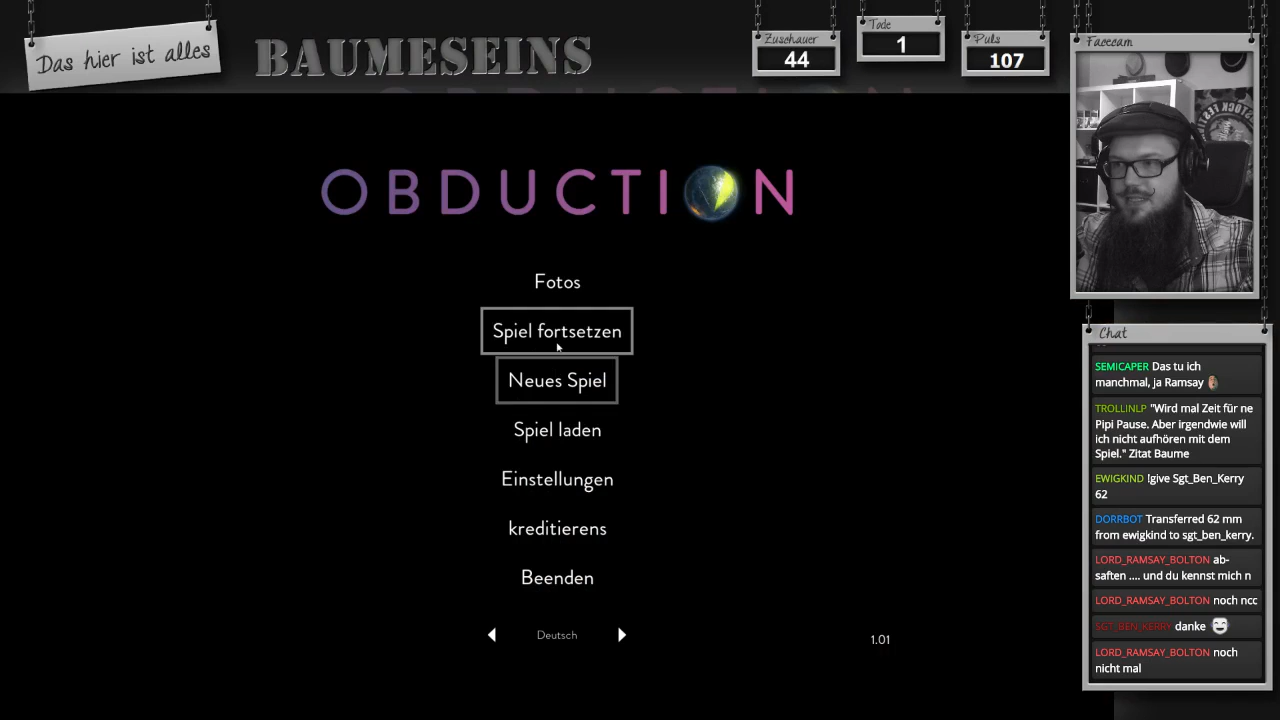 Das hier ist alles
BAUMESEINS
Zuschauer
44
Tode
1
Puls
107
Facecam
OBDUCTION
Fotos
Spiel fortsetzen
Neues Spiel
Spiel laden
Einstellungen
kreditierens
Beenden
Deutsch
1.01
Chat
SEMICAPER Das tu ich
manchmal, ja Ramsay
TROLLINLP "Wird mal Zeit für ne
Pipi Pause. Aber irgendwie will
ich nicht aufhören mit dem
Spiel." Zitat Baume
EWIGKIND !give Sgt_Ben_Kerry
62
DORRBOT Transferred 62 mm
from ewigkind to sgt_ben_kerry.
LORD_RAMSAY_BOLTON ab-
saften .... und du kennst mich n
LORD_RAMSAY_BOLTON noch ncc
SGT_BEN_KERRY danke
LORD_RAMSAY_BOLTON noch
nicht mal